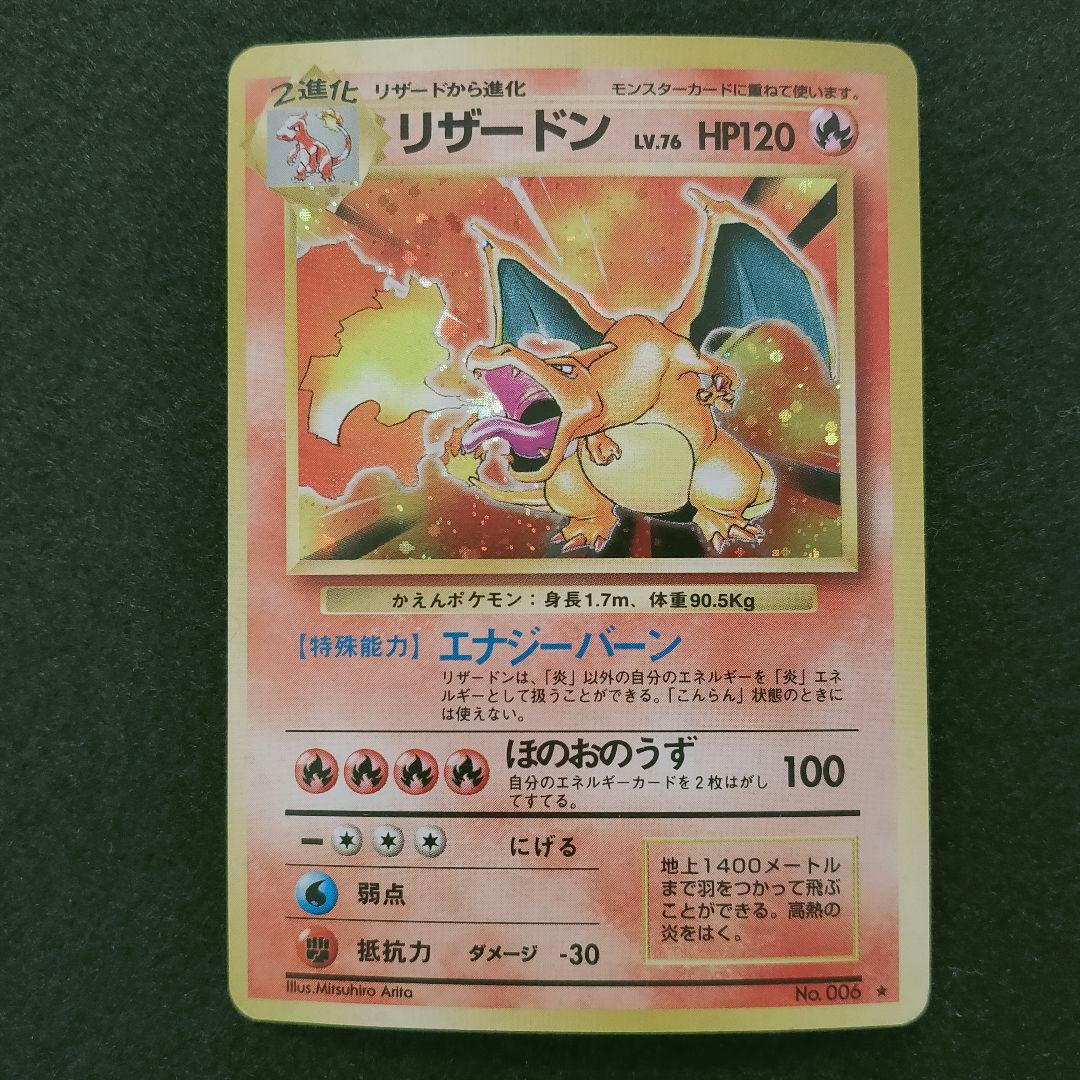 2進化 リザードから進化 モンスターカードに重ねて使います。
リザードン LV.76 HP120
かえんポケモン：身長1.7m、体重90.5Kg
【特殊能力】 エナジーバーン
リザードンは、「炎」以外の自分のエネルギーを「炎」エネ
ルギーとして扱うことができる。「こんらん」状態のときに
は使えない。
ほのおのうず 100
自分のエネルギーカードを2枚はがし
てすてる。
にげる
弱点
抵抗力 ダメージ -30
地上1400メートル
まで羽をつかって飛ぶ
ことができる。高熱の
炎をはく。
Illus.Mitsuhiro Arita No. 006